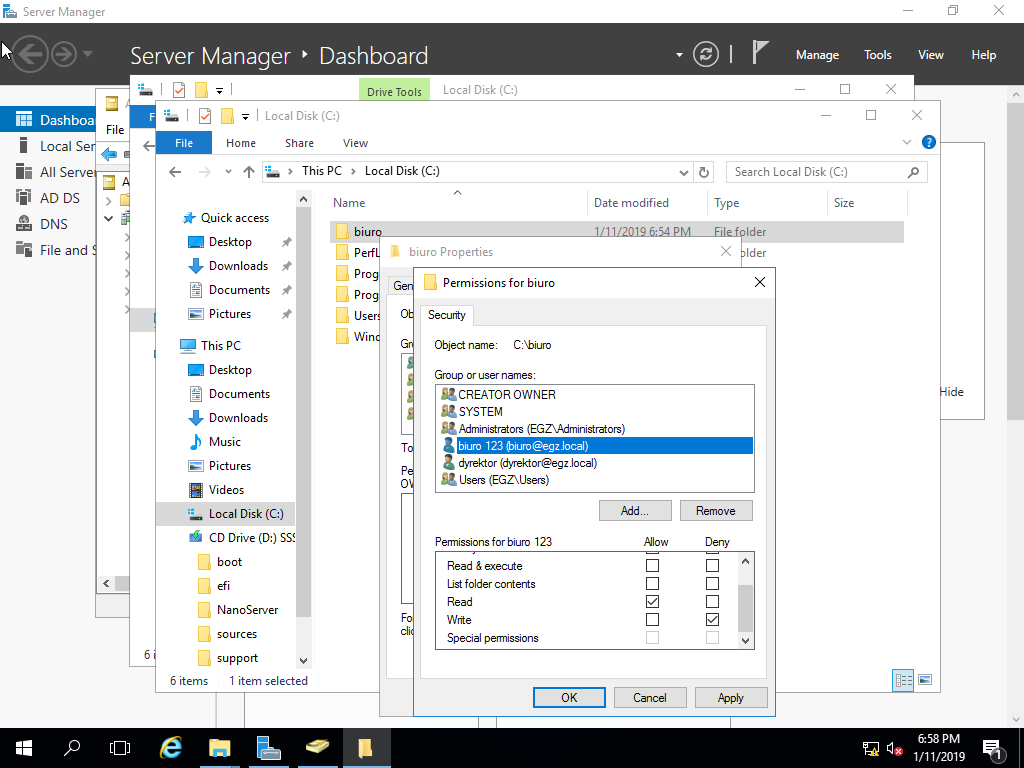 Server Manager
Server Manager ‣ Dashboard
Manage Tools View Help
Drive Tools
Local Disk (C:)
Local Disk (C:)
File
File Home Share View
This PC > Local Disk (C:)
Search Local Disk (C:)
Dashboa
Local Ser
All Server
AD DS
DNS
File and S
Name Date modified Type Size
Quick access
Desktop
Downloads
Documents
Pictures
This PC
Desktop
Documents
Downloads
Music
Pictures
Videos
Local Disk (C:)
CD Drive (D:) SSS
boot
efi
NanoServer
sources
support
biuro 1/11/2019 6:54 PM File folder
PerfL
Prog
Prog
Users
Wind
biuro Properties
Gen
Permissions for biuro
Security
Object name: C:\biuro
Group or user names:
CREATOR OWNER
SYSTEM
Administrators (EGZ\Administrators)
biuro 123 (biuro@egz.local)
dyrektor (dyrektor@egz.local)
Users (EGZ\Users)
Add... Remove
Permissions for biuro 123 Allow Deny
Read & execute
List folder contents
Read
Write
Special permissions
OK Cancel Apply
Hide
6 items 1 item selected
6:58 PM
1/11/2019
1